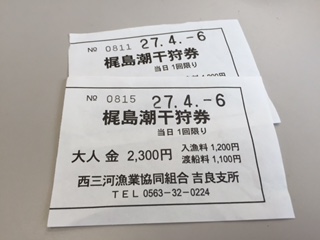 No 0811 27.4.-6
梶島潮干狩券
当日 1回限り
No 0815 27.4.-6
梶島潮干狩券
当日 1回限り
大人 金 2,300円 入漁料 1,200円
渡船料 1,100円
西三河漁業協同組合 吉良支所
TEL 0563-32-0224